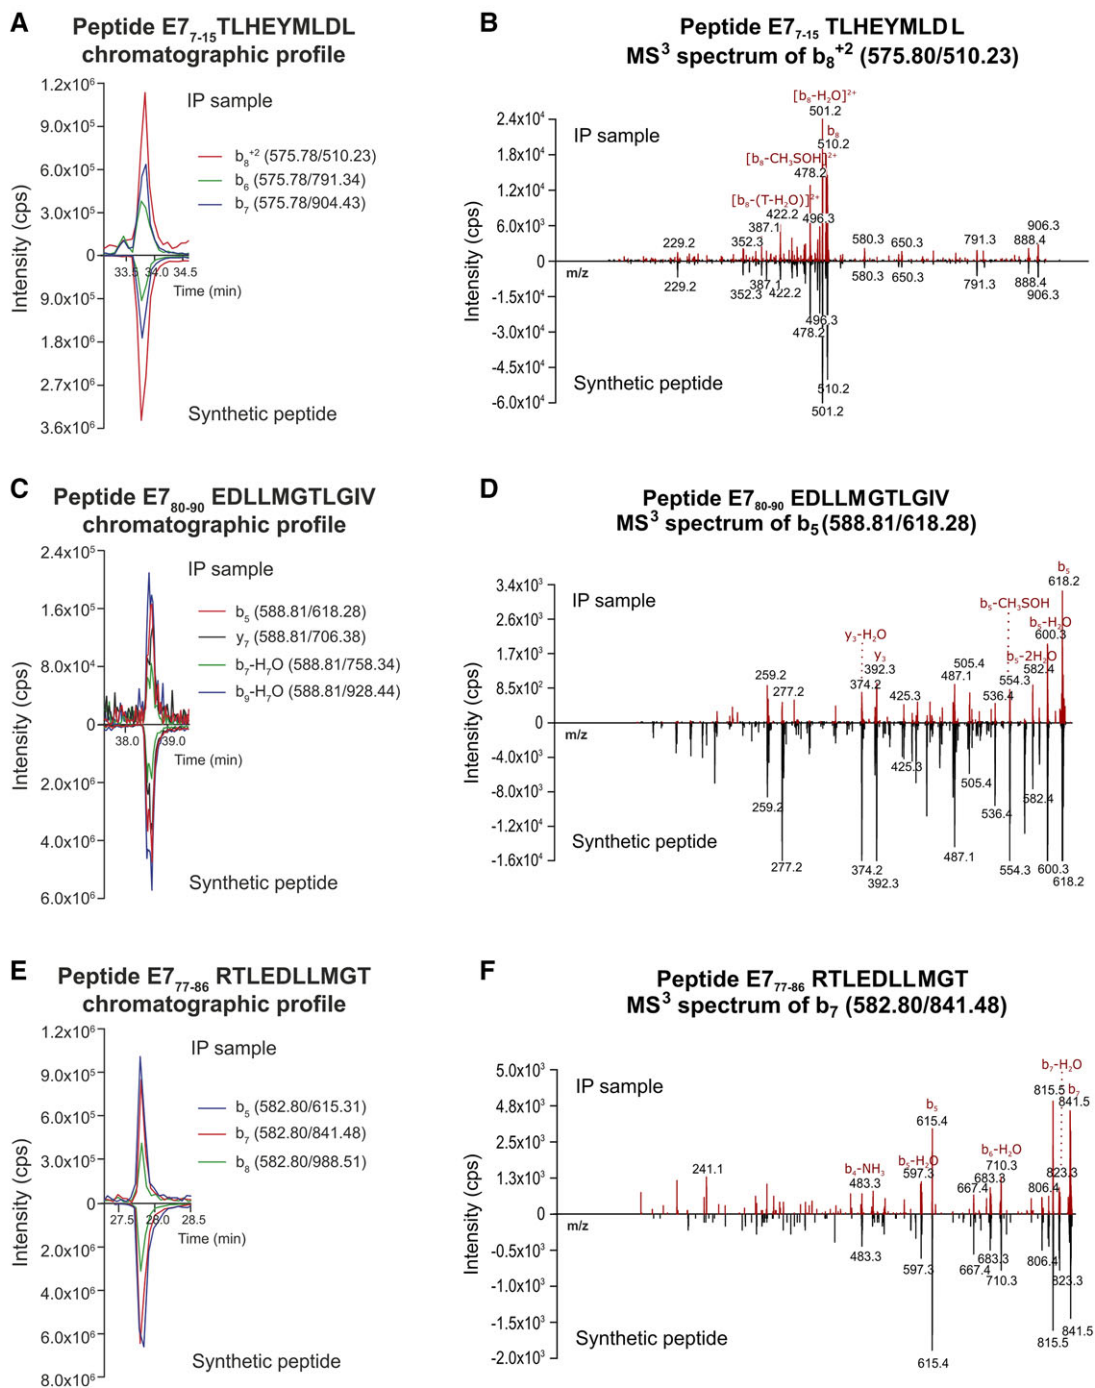 A
Peptide E7₇₋₁₅TLHEYMLDL
chromatographic profile
1.2x10⁶
9.0x10⁵
6.0x10⁵
3.0x10⁵
0
9.0x10⁵
1.8x10⁶
2.7x10⁶
3.6x10⁶
Intensity (cps)
IP sample
b₈⁺² (575.78/510.23)
b₆ (575.78/791.34)
b₇ (575.78/904.43)
33.5 34.0 34.5
Time (min)
Synthetic peptide
B
Peptide E7₇₋₁₅ TLHEYMLDL
MS³ spectrum of b₈⁺² (575.80/510.23)
2.4x10⁴
1.8x10⁴
1.2x10⁴
6.0x10³
0
-1.5x10⁴
-3.0x10⁴
-4.5x10⁴
-6.0x10⁴
Intensity (cps)
IP sample
[b₈-H₂O]²⁺
501.2
b₈
510.2
[b₈-CH₃SOH]²⁺
478.2
[b₈-(T-H₂O)]²⁺
422.2 496.3
387.1
229.2 352.3 580.3 650.3 791.3 888.4 906.3
m/z
229.2 352.3 387.1 422.2 580.3 650.3 791.3 888.4 906.3
496.3
478.2
510.2
501.2
Synthetic peptide
C
Peptide E7₈₀₋₉₀ EDLLMGTLGIV
chromatographic profile
2.4x10⁵
1.6x10⁵
8.0x10⁴
0
2.0x10⁶
4.0x10⁶
6.0x10⁶
Intensity (cps)
IP sample
b₅ (588.81/618.28)
y₇ (588.81/706.38)
b₇-H₇O (588.81/758.34)
b₉-H₇O (588.81/928.44)
38.0 39.0
Time (min)
Synthetic peptide
D
Peptide E7₈₀₋₉₀ EDLLMGTLGIV
MS³ spectrum of b₅(588.81/618.28)
3.4x10³
2.6x10³
1.7x10³
8.5x10²
0
-4.0x10³
-8.0x10³
-1.2x10⁴
-1.6x10⁴
Intensity (cps)
IP sample
b₅
618.2
b₅-CH₃SOH
b₅-H₂O
600.3
y₃-H₂O
y₃
392.3
b₅-2H₂O
582.4
259.2 277.2 374.2 425.3 487.1 505.4 536.4 554.3
m/z
425.3 505.4 582.4
259.2 536.4
487.1
277.2 374.2 554.3 600.3
392.3 618.2
Synthetic peptide
E
Peptide E7₇₇₋₈₆ RTLEDLLMGT
chromatographic profile
1.2x10⁶
9.0x10⁵
6.0x10⁵
3.0x10⁵
0
2.0x10⁶
4.0x10⁶
6.0x10⁶
8.0x10⁶
Intensity (cps)
IP sample
b₅ (582.80/615.31)
b₇ (582.80/841.48)
b₈ (582.80/988.51)
27.5 28.0 28.5
Time (min)
Synthetic peptide
F
Peptide E7₇₇₋₈₆ RTLEDLLMGT
MS³ spectrum of b₇ (582.80/841.48)
5.0x10³
4.8x10³
2.5x10³
1.3x10³
0
-0.5x10³
-1.0x10³
-1.5x10³
-2.0x10³
Intensity (cps)
IP sample
b₇-H₂O
815.5
b₇
841.5
b₅
615.4
b₄-NH₃
483.3
b₅-H₂O
597.3
b₆-H₂O
710.3
241.1 667.4 683.3 806.4 823.3
m/z
483.3 597.3 667.4 683.3 710.3 806.4 823.3
815.5 841.5
615.4
Synthetic peptide